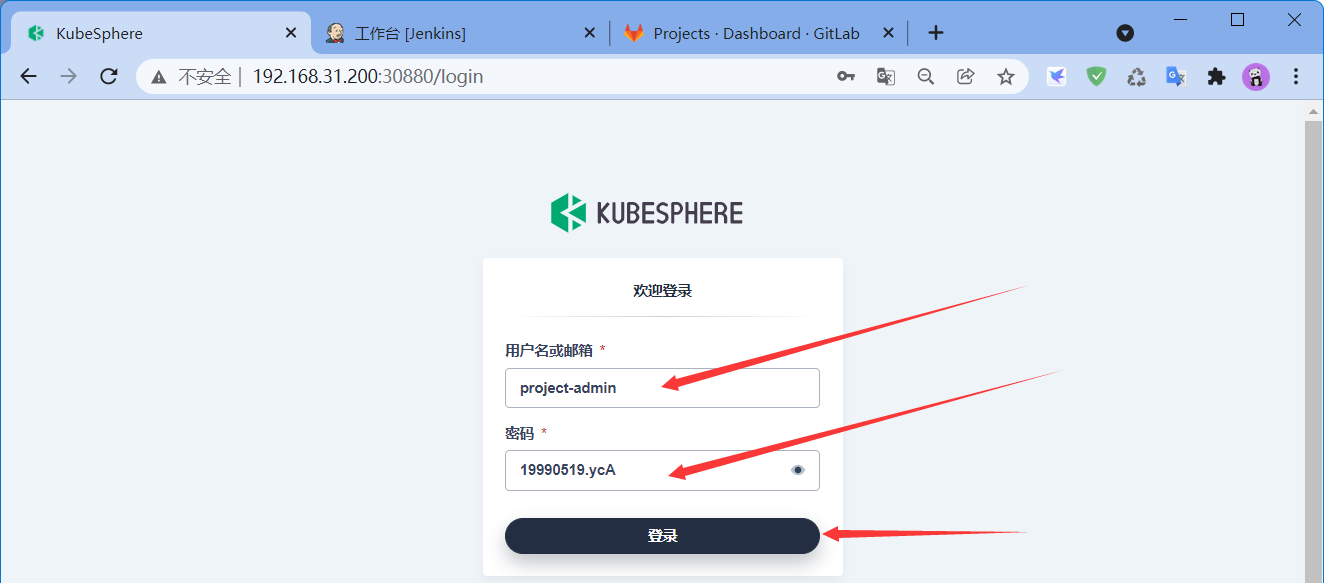 KubeSphere
工作台 [Jenkins]
Projects · Dashboard · GitLab
不安全 | 192.168.31.200:30880/login
KUBESPHERE
欢迎登录
用户名或邮箱 *
project-admin
密码 *
19990519.ycA
登录